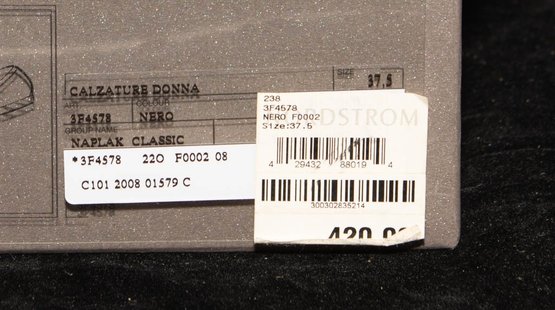 CALZATURE DONNA
SIZE
37,5
ART.
COLOUR
3F4578
NERO
GROUP NAME
NAPLAK CLASSIC
*3F4578 22O F0002 08
C101 2008 01579 C
238
3F4578
NERO F0002
Size:37.5
4 29432 88019 4
300302835214